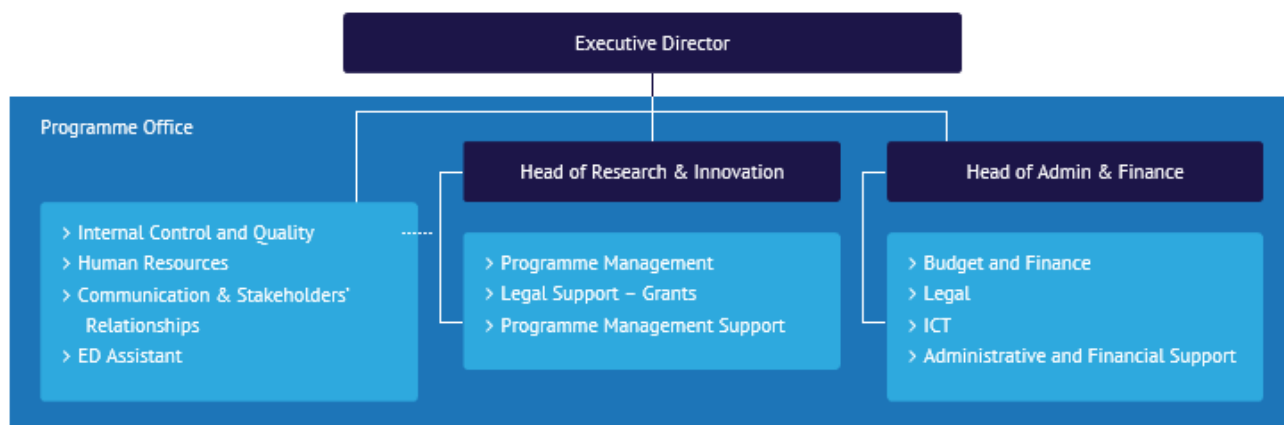 Executive Director
Programme Office
Head of Research & Innovation
Head of Admin & Finance
> Internal Control and Quality
> Human Resources
> Communication & Stakeholders'
Relationships
> ED Assistant
> Programme Management
> Legal Support – Grants
> Programme Management Support
> Budget and Finance
> Legal
> ICT
> Administrative and Financial Support